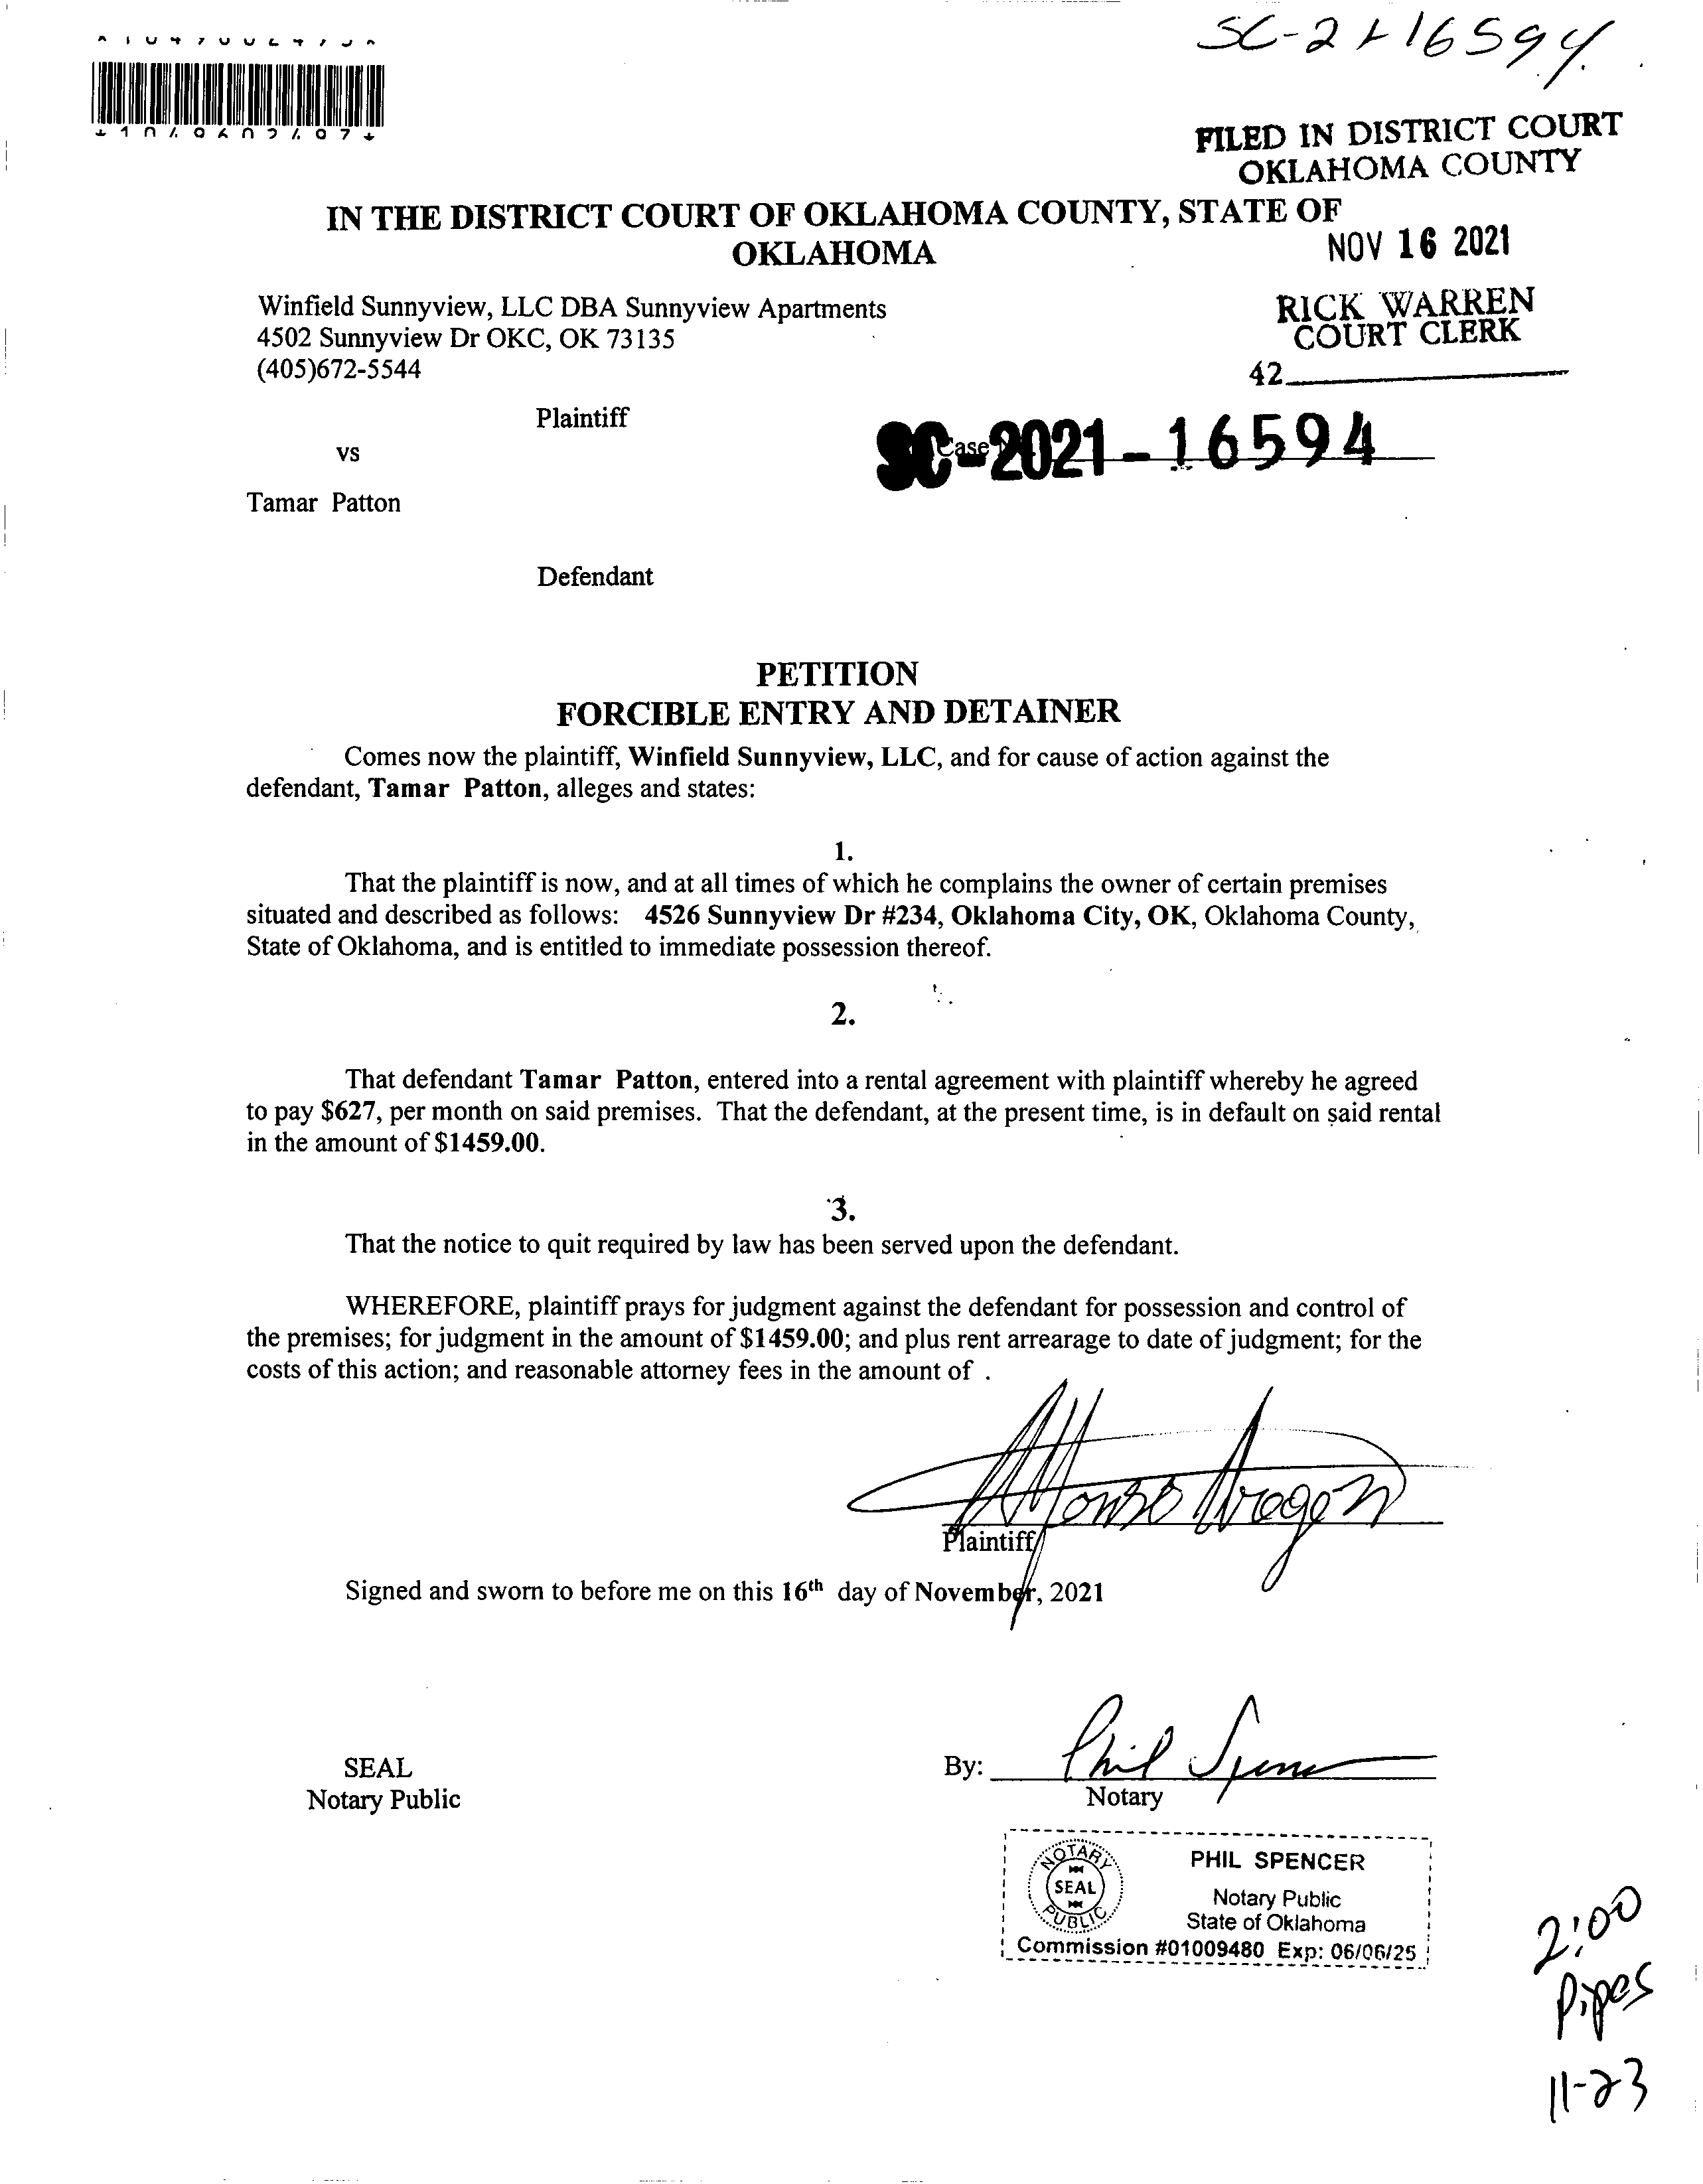 SC-21-16594
FILED IN DISTRICT COURT
OKLAHOMA COUNTY
IN THE DISTRICT COURT OF OKLAHOMA COUNTY, STATE OF
OKLAHOMA
NOV 16 2021
Winfield Sunnyview, LLC DBA Sunnyview Apartments
4502 Sunnyview Dr OKC, OK 73135
(405)672-5544
RICK WARREN
COURT CLERK
42
Plaintiff
vs
Case
SC-2021-16594
Tamar Patton
Defendant
PETITION
FORCIBLE ENTRY AND DETAINER
Comes now the plaintiff, Winfield Sunnyview, LLC, and for cause of action against the
defendant, Tamar Patton, alleges and states:
1.
That the plaintiff is now, and at all times of which he complains the owner of certain premises
situated and described as follows: 4526 Sunnyview Dr #234, Oklahoma City, OK, Oklahoma County,
State of Oklahoma, and is entitled to immediate possession thereof.
2.
That defendant Tamar Patton, entered into a rental agreement with plaintiff whereby he agreed
to pay $627, per month on said premises. That the defendant, at the present time, is in default on said rental
in the amount of $1459.00.
3.
That the notice to quit required by law has been served upon the defendant.
WHEREFORE, plaintiff prays for judgment against the defendant for possession and control of
the premises; for judgment in the amount of $1459.00; and plus rent arrearage to date of judgment; for the
costs of this action; and reasonable attorney fees in the amount of .
Plaintiff
Signed and sworn to before me on this 16th day of November, 2021
SEAL
Notary Public
By: Phil Spencer
Notary
NOTARY
SEAL
PUBLIC
PHIL SPENCER
Notary Public
State of Oklahoma
Commission #01009480 Exp: 06/06/25
2:00
Pipes
11-23